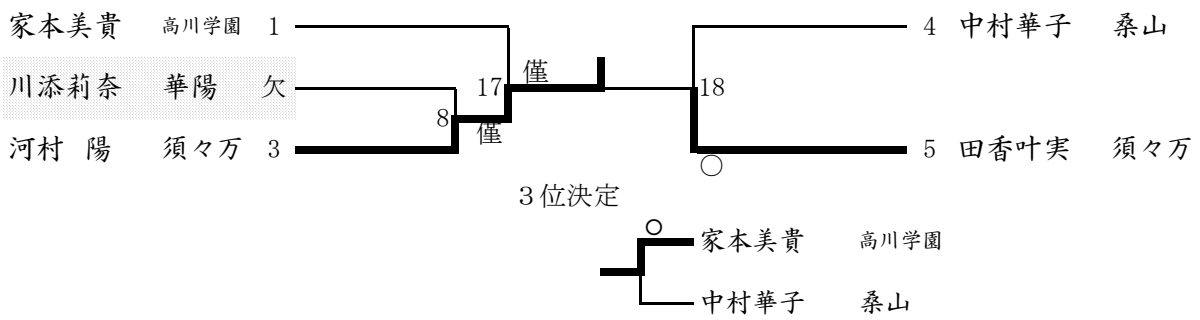 家本美貴 高川学園 1
4 中村華子 桑山
僅
川添莉奈 華陽 欠
17
18
8
僅
河村 陽 須々万 3
5 田香叶実 須々万
○
３位決定
○
家本美貴 高川学園
中村華子 桑山